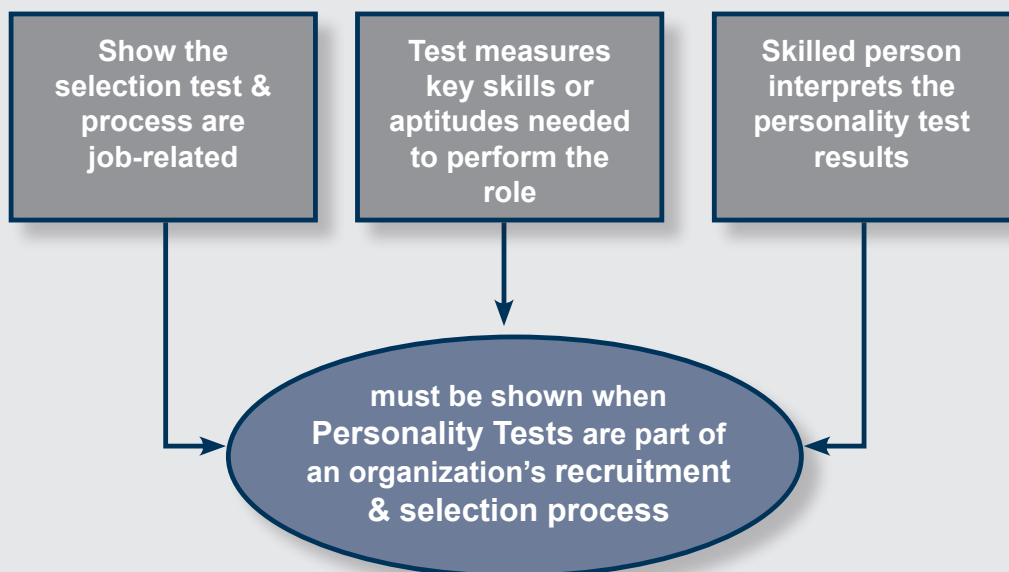 Show the
selection test &
process are
job-related
Test measures
key skills or
aptitudes needed
to perform the
role
Skilled person
interprets the
personality test
results
must be shown when
Personality Tests are part of
an organization’s recruitment
& selection process